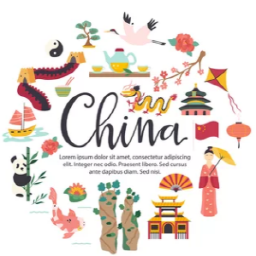 China
Lorem ipsum dolor sit amet, consectetur adipiscing
elit. Integer nec odio. Praesent libero. Sed cursus
ante dapibus diam. Sed nisi.